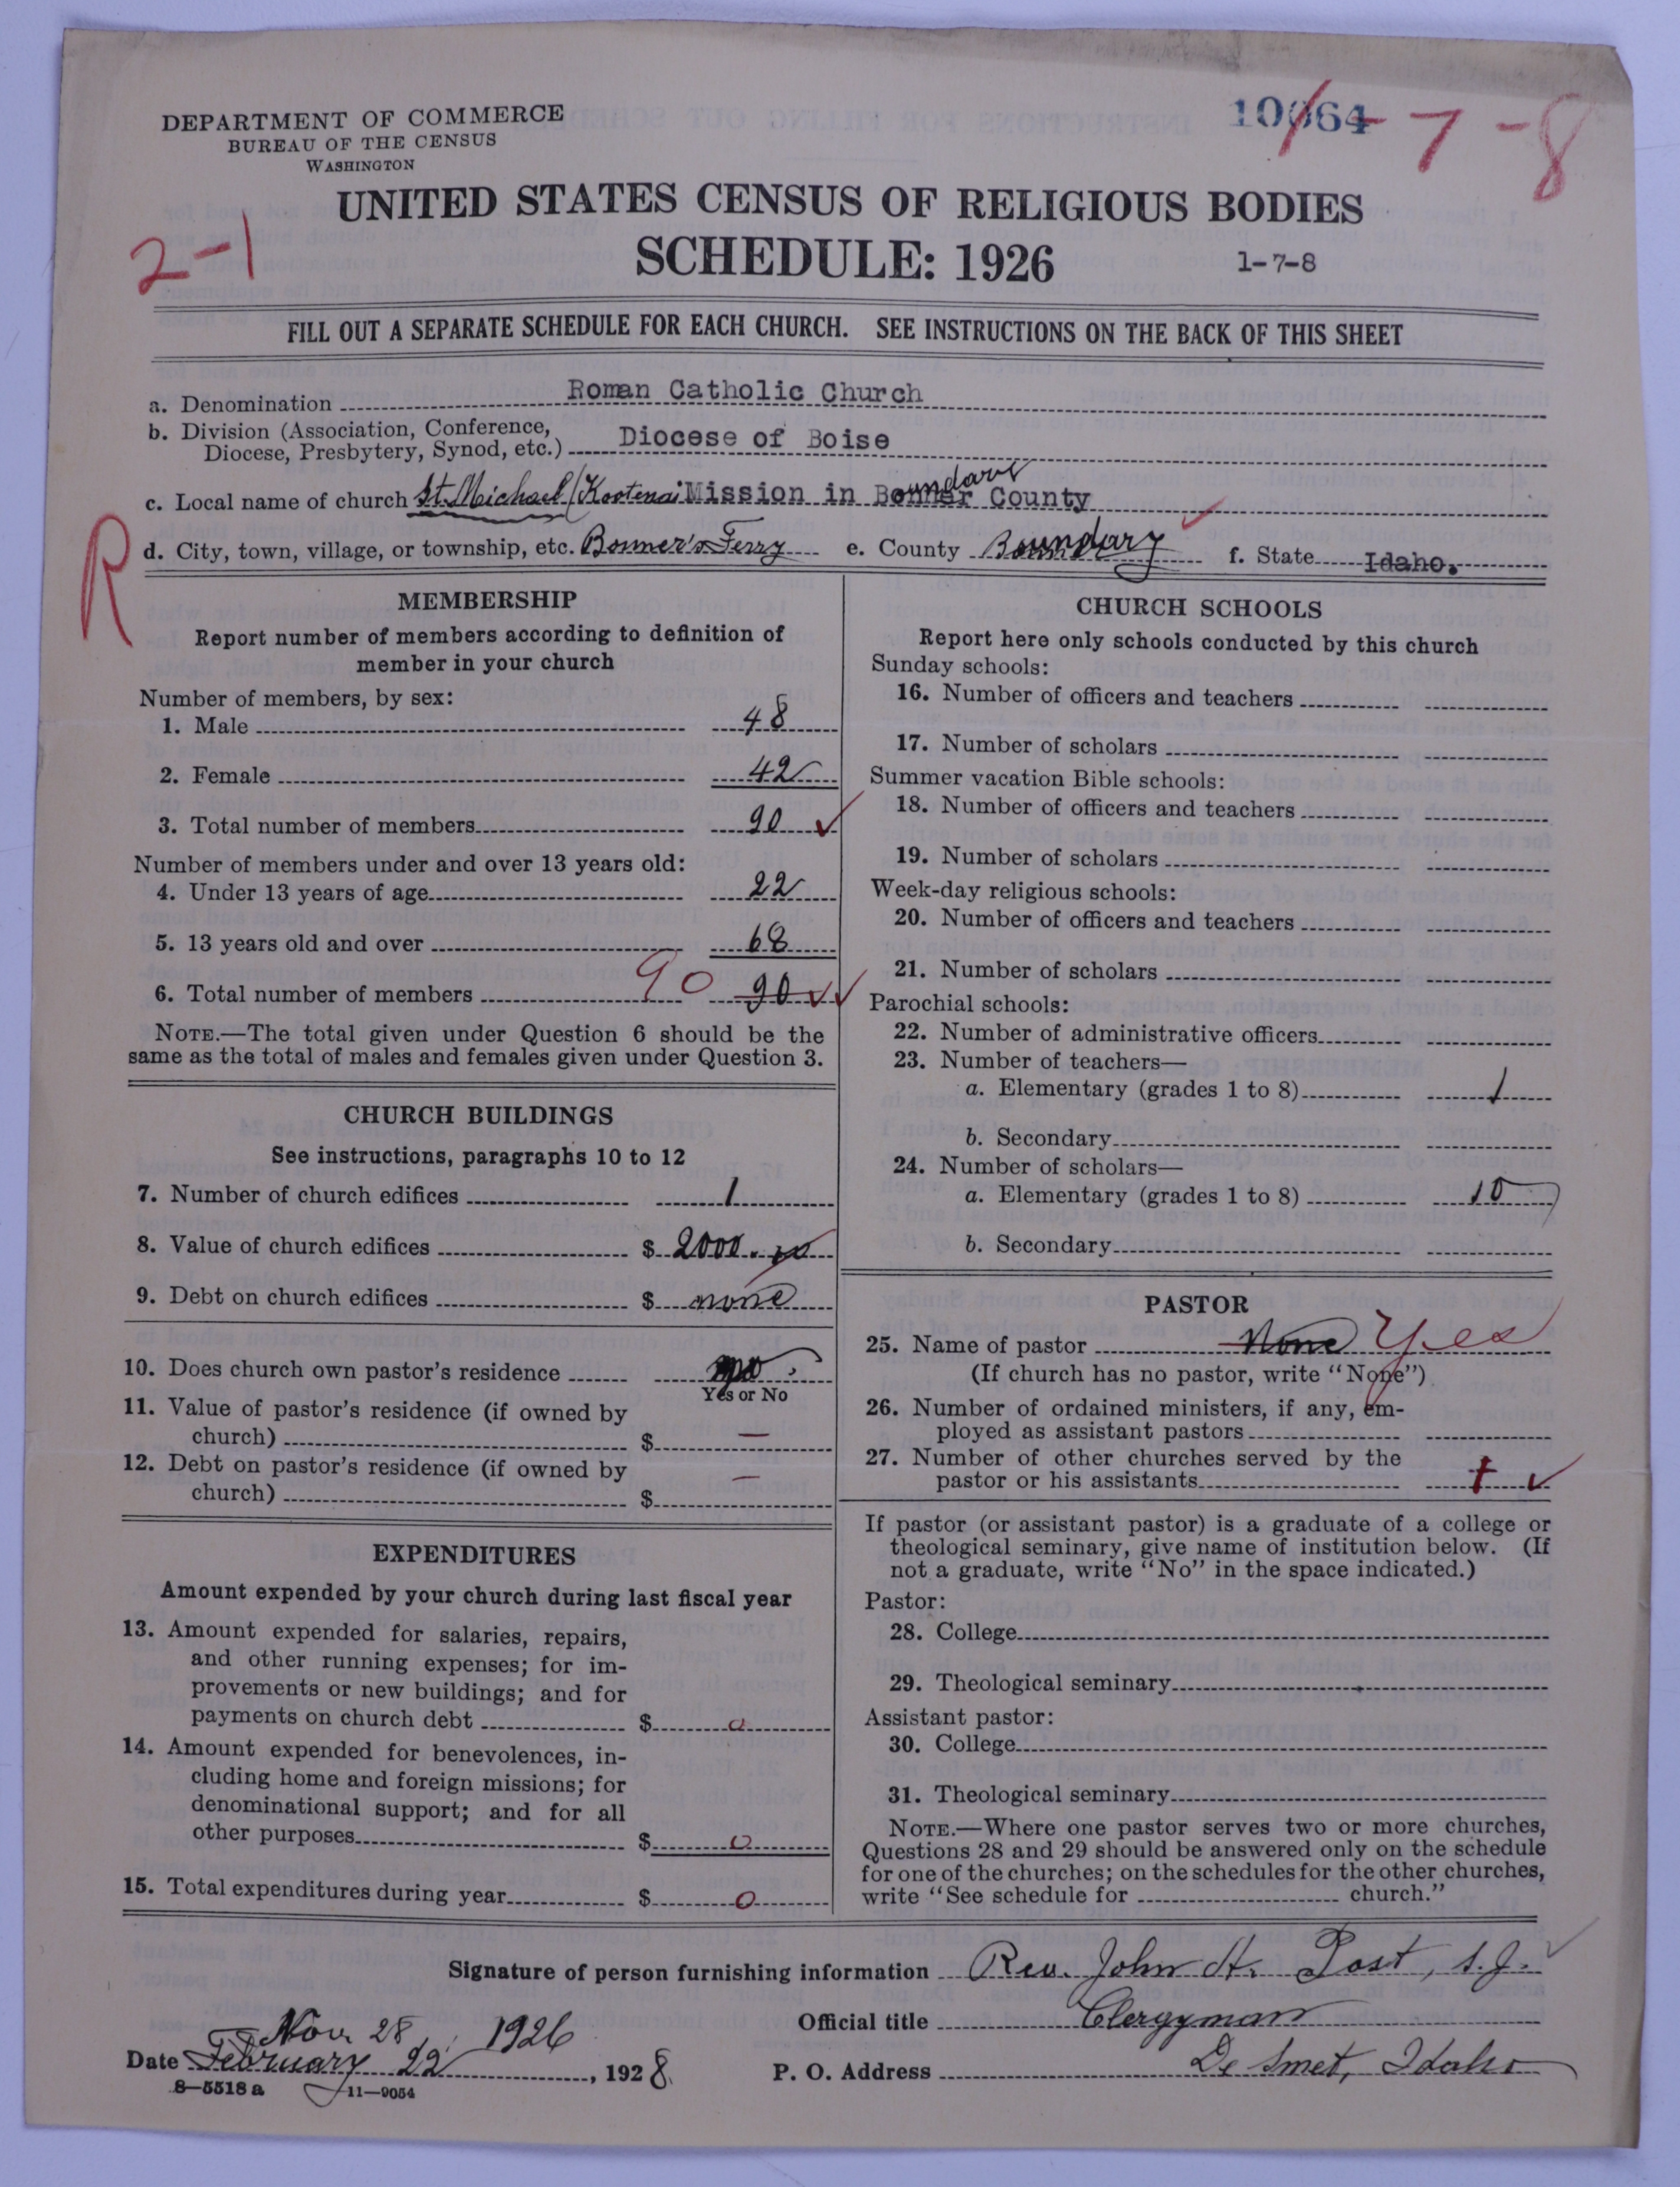 DEPARTMENT OF COMMERCE
BUREAU OF THE CENSUS
WASHINGTON
10664 - 7 - 8
UNITED STATES CENSUS OF RELIGIOUS BODIES
2-1
SCHEDULE: 1926
1-7-8
FILL OUT A SEPARATE SCHEDULE FOR EACH CHURCH. SEE INSTRUCTIONS ON THE BACK OF THIS SHEET
a. Denomination Roman Catholic Church
b. Division (Association, Conference,
Diocese, Presbytery, Synod, etc.) Diocese of Boise
c. Local name of church St. Michael (Kootenai Mission in Bonner County
oundary
R
d. City, town, village, or township, etc. Bonner's Ferry e. County Boundary f. State Idaho.
MEMBERSHIP
Report number of members according to definition of
member in your church
Number of members, by sex:
1. Male 48
2. Female 42
3. Total number of members 90 ✓
Number of members under and over 13 years old:
4. Under 13 years of age 22
5. 13 years old and over 68
6. Total number of members 90 90 ✓✓
NOTE.—The total given under Question 6 should be the
same as the total of males and females given under Question 3.
CHURCH BUILDINGS
See instructions, paragraphs 10 to 12
7. Number of church edifices 1
8. Value of church edifices $ 2000.
9. Debt on church edifices $ none
10. Does church own pastor's residence no
Yes or No
11. Value of pastor's residence (if owned by
church) $ —
12. Debt on pastor's residence (if owned by
church) $ —
EXPENDITURES
Amount expended by your church during last fiscal year
13. Amount expended for salaries, repairs,
and other running expenses; for im-
provements or new buildings; and for
payments on church debt $ 0
14. Amount expended for benevolences, in-
cluding home and foreign missions; for
denominational support; and for all
other purposes $ 0
15. Total expenditures during year $ 0
CHURCH SCHOOLS
Report here only schools conducted by this church
Sunday schools:
16. Number of officers and teachers
17. Number of scholars
Summer vacation Bible schools:
18. Number of officers and teachers
19. Number of scholars
Week-day religious schools:
20. Number of officers and teachers
21. Number of scholars
Parochial schools:
22. Number of administrative officers
23. Number of teachers—
a. Elementary (grades 1 to 8) 1
b. Secondary
24. Number of scholars—
a. Elementary (grades 1 to 8) 10
b. Secondary
PASTOR
25. Name of pastor None Yes
(If church has no pastor, write "None")
26. Number of ordained ministers, if any, em-
ployed as assistant pastors
27. Number of other churches served by the
pastor or his assistants ✓
If pastor (or assistant pastor) is a graduate of a college or
theological seminary, give name of institution below. (If
not a graduate, write "No" in the space indicated.)
Pastor:
28. College
29. Theological seminary
Assistant pastor:
30. College
31. Theological seminary
NOTE.—Where one pastor serves two or more churches,
Questions 28 and 29 should be answered only on the schedule
for one of the churches; on the schedules for the other churches,
write "See schedule for church."
Signature of person furnishing information Rev. John H. Post, S.J.
Official title Clergyman
Nov. 28, 1926
Date February 22, 1928.
P. O. Address De Smet, Idaho
8—5518a 11—9054